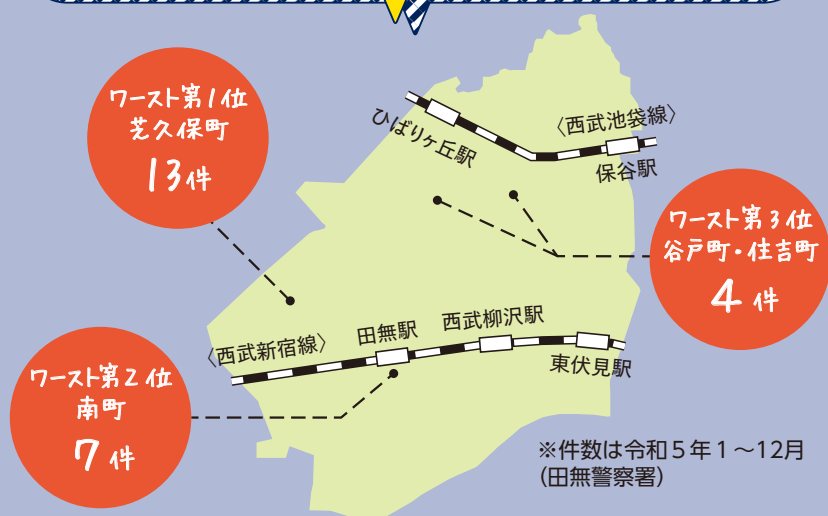 ワースト第1位
芝久保町
13件
ひばりヶ丘駅
〈西武池袋線〉
保谷駅
ワースト第3位
谷戸町・住吉町
4件
〈西武新宿線〉
田無駅
西武柳沢駅
東伏見駅
ワースト第2位
南町
7件
※件数は令和5年1~12月
(田無警察署)